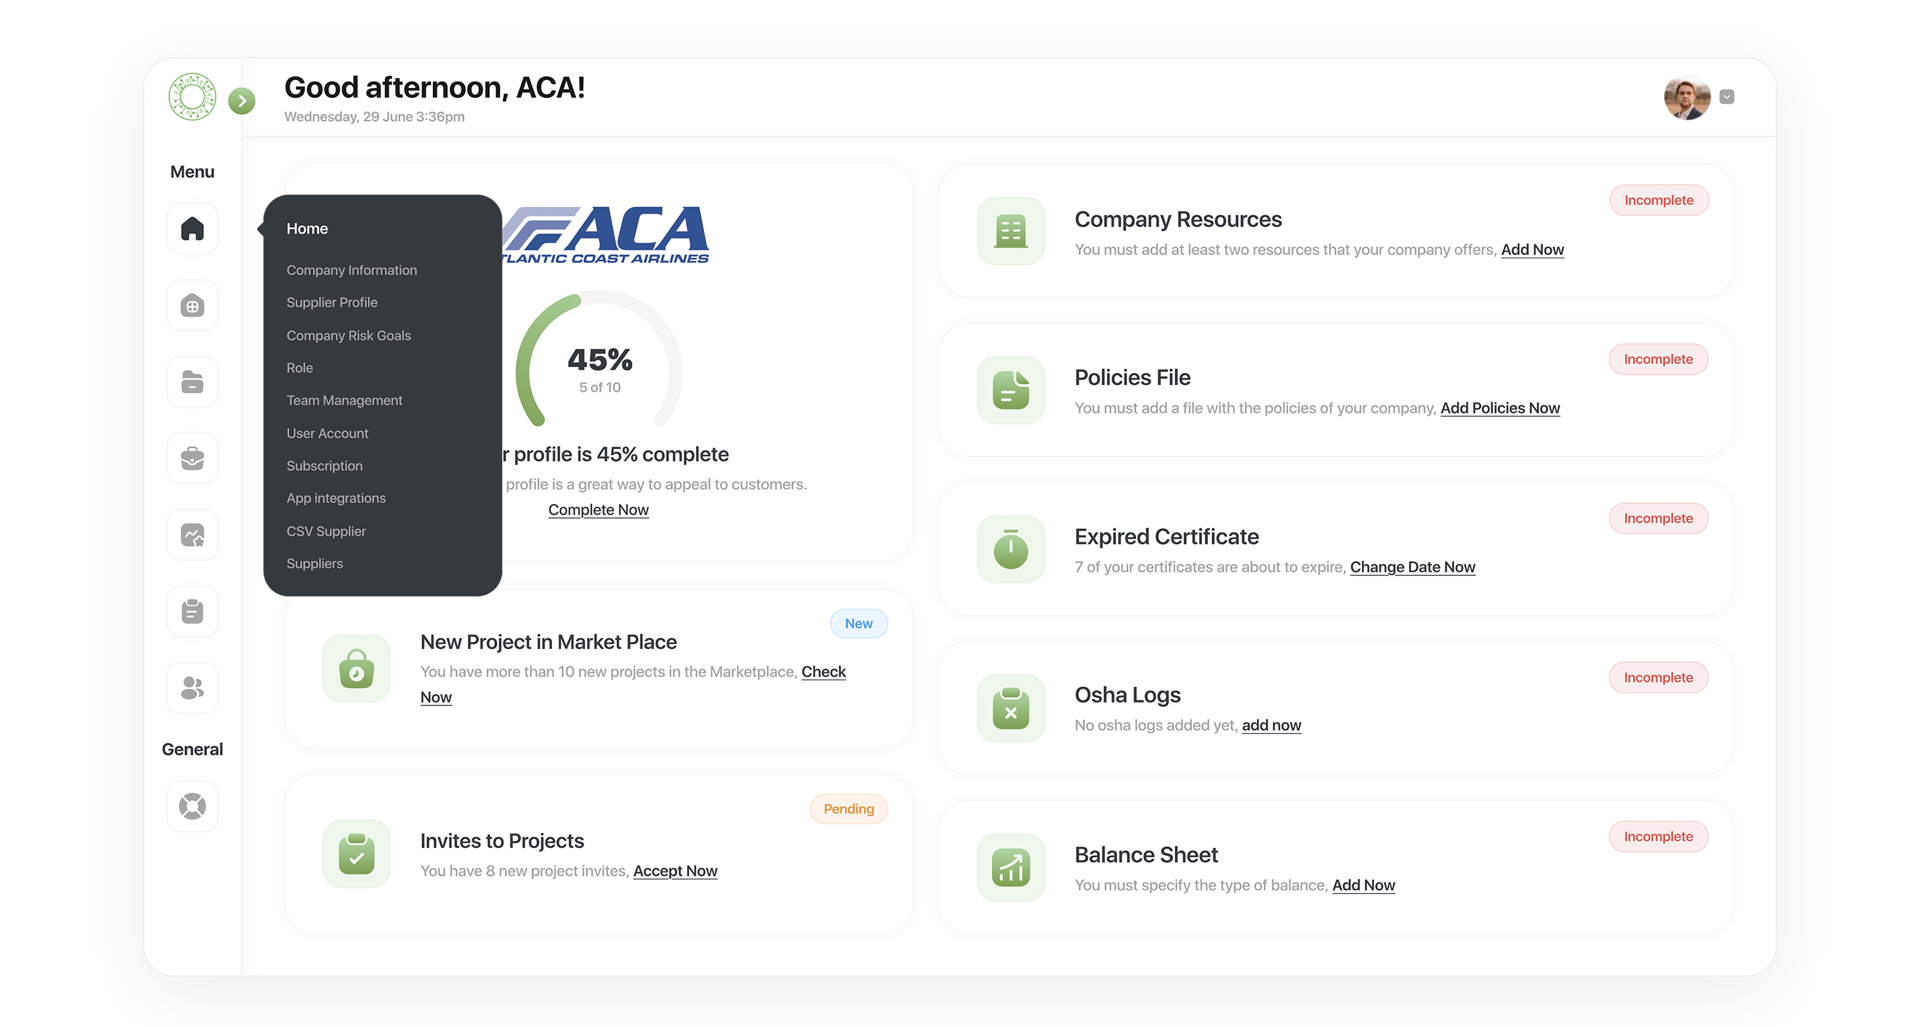 Good afternoon, ACA!
Wednesday, 29 June 3:36pm
Menu
General
Home
Company Information
Supplier Profile
Company Risk Goals
Role
Team Management
User Account
Subscription
App integrations
CSV Supplier
Suppliers
ACA
TLANTIC COAST AIRLINES
45%
5 of 10
r profile is 45% complete
profile is a great way to appeal to customers.
Complete Now
New
New Project in Market Place
You have more than 10 new projects in the Marketplace, Check
Now
Pending
Invites to Projects
You have 8 new project invites, Accept Now
Incomplete
Company Resources
You must add at least two resources that your company offers, Add Now
Incomplete
Policies File
You must add a file with the policies of your company, Add Policies Now
Incomplete
Expired Certificate
7 of your certificates are about to expire, Change Date Now
Incomplete
Osha Logs
No osha logs added yet, add now
Incomplete
Balance Sheet
You must specify the type of balance, Add Now